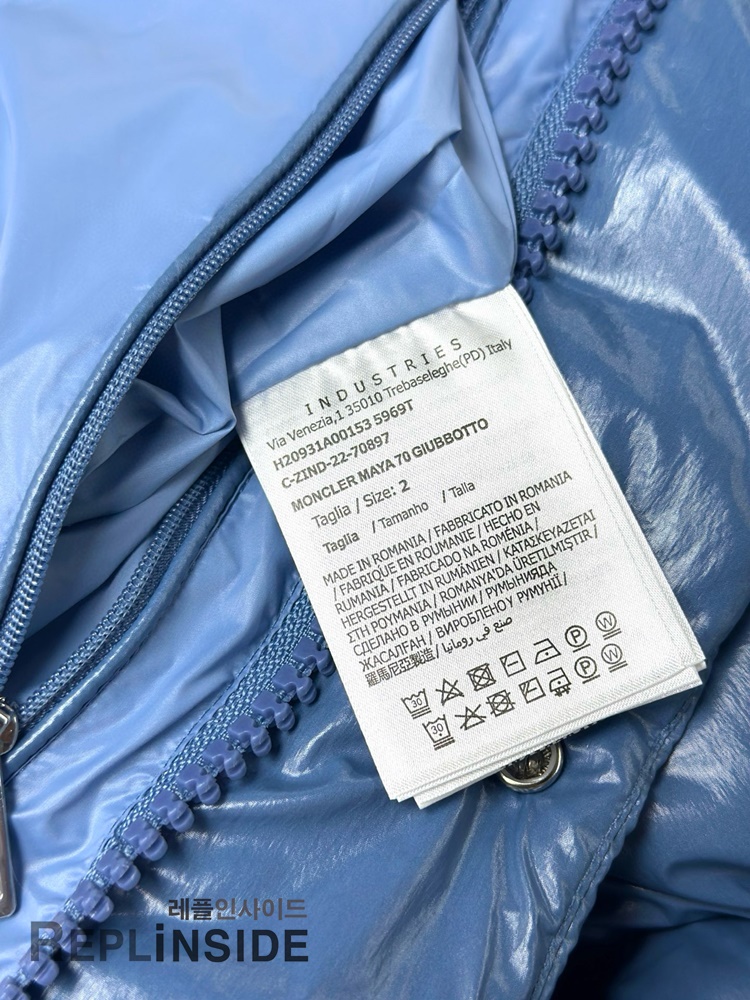 INDUSTRIES
Via Venezia,1 35010 Trebaseleghe(PD) Italy
H20931A00153 5969T
C-ZIND-22-70897
MONCLER MAYA 70 GIUBBOTTO
Taglia / Size: 2
Taglia / Tamanho / Talla
MADE IN ROMANIA / FABBRICATO IN ROMANIA
/ FABRIQUE EN ROUMANIE / HECHO EN
RUMANIA / FABRICADO NA ROMÉNIA /
HERGESTELLT IN RUMÄNIEN / ΚΑΤΑΣΚΕΥΑΖΕΤΑΙ
ΣΤΗ ΡΟΥΜΑΝΙΑ / ROMANYA'DA ÜRETILMIŞTIR /
СДЕЛАНО В РУМЫНИИ / РУМЫНИЯДА
ЖАСАЛҒАН / ВИРОБЛЕНО У РУМУНІЇ /
羅馬尼亞製造 / صنع في رومانيا
30 P W
30 P W
레플인사이드
REPLiNSIDE